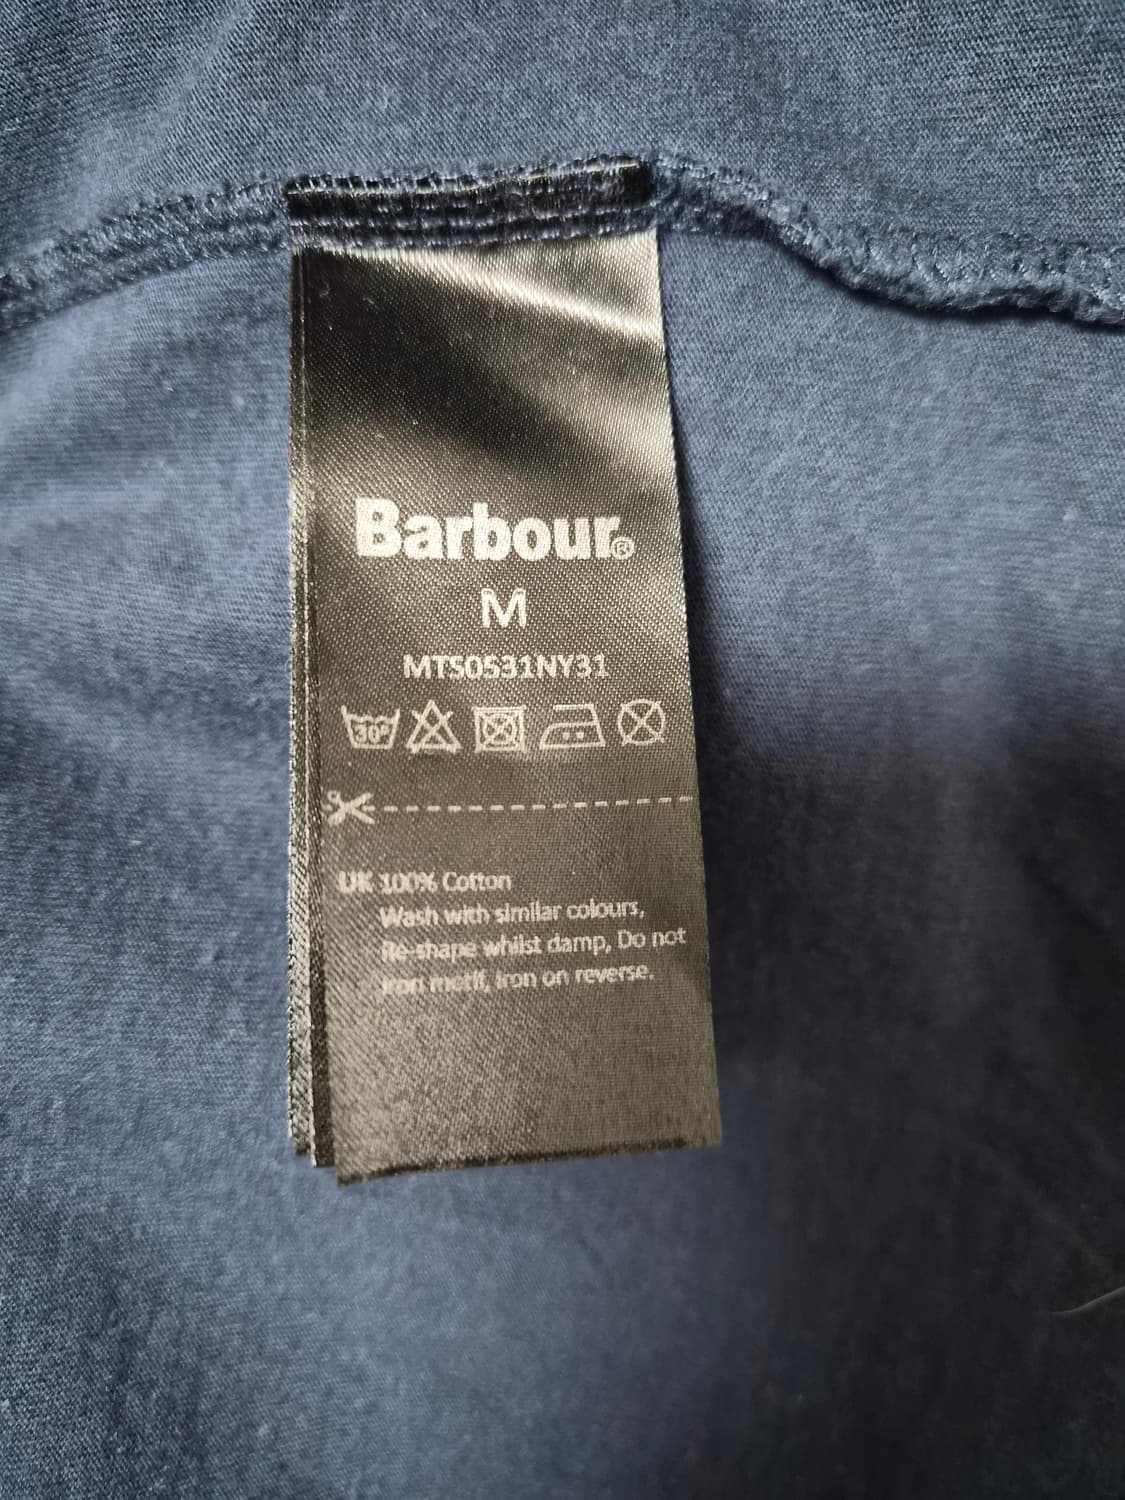 Barbour®
M
MTS0531NY31
30°
UK 100% Cotton
Wash with similar colours,
Re-shape whilst damp, Do not
iron motif, Iron on reverse.